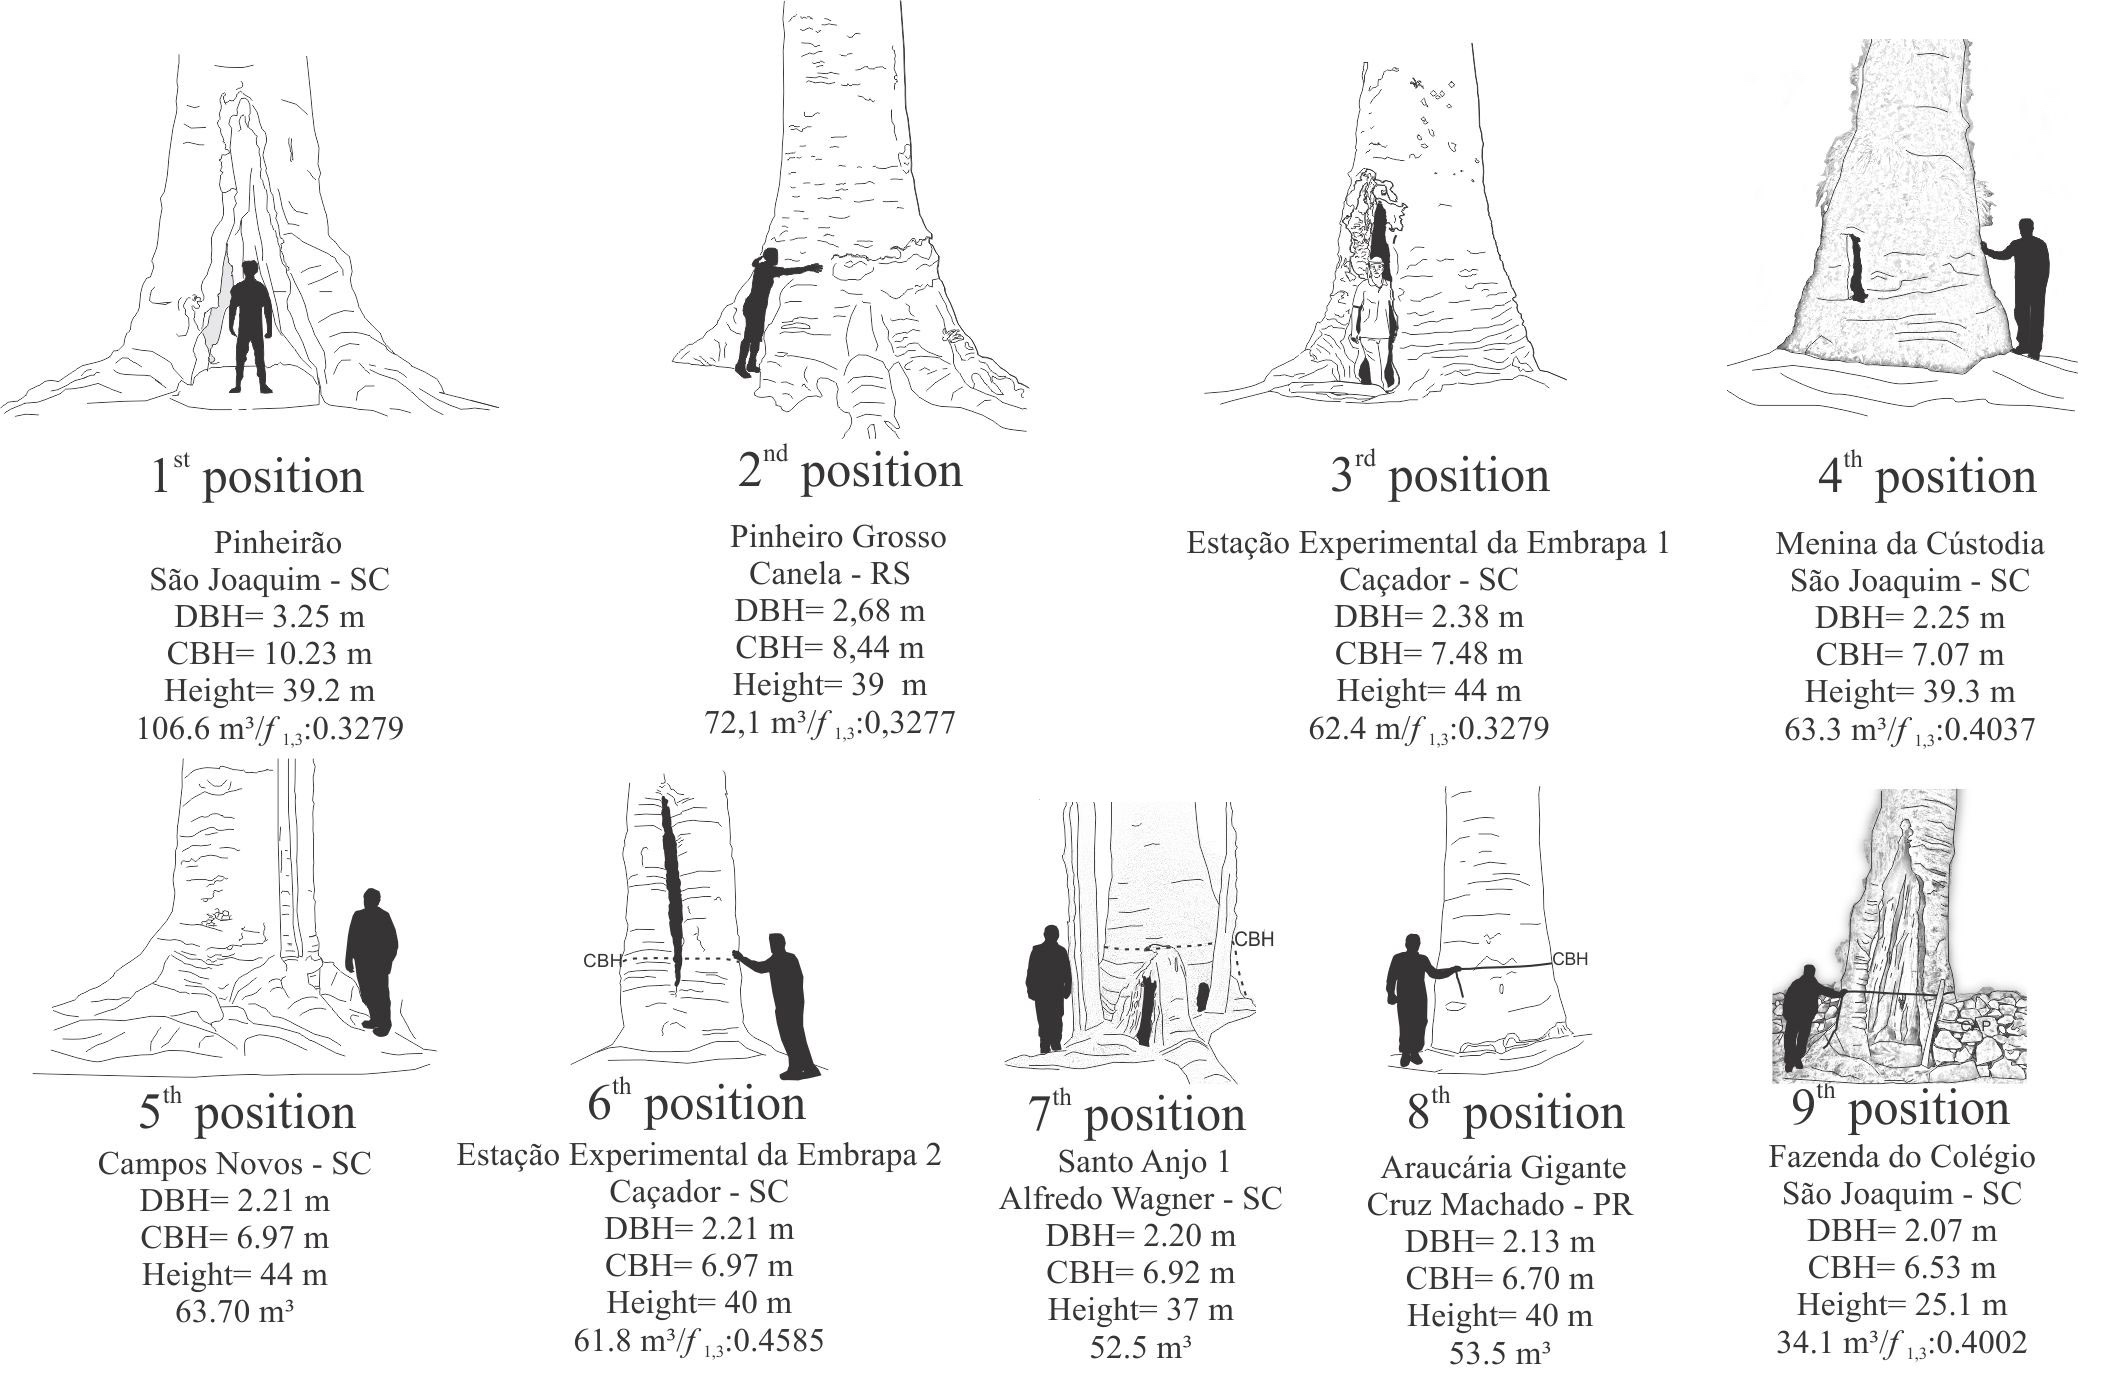 1st position
Pinheirão
São Joaquim - SC
DBH= 3.25 m
CBH= 10.23 m
Height= 39.2 m
106.6 m³/f 1,3:0.3279
2nd position
Pinheiro Grosso
Canela - RS
DBH= 2,68 m
CBH= 8,44 m
Height= 39 m
72,1 m³/f 1,3:0,3277
3rd position
Estação Experimental da Embrapa 1
Caçador - SC
DBH= 2.38 m
CBH= 7.48 m
Height= 44 m
62.4 m/f 1,3:0.3279
4th position
Menina da Cústodia
São Joaquim - SC
DBH= 2.25 m
CBH= 7.07 m
Height= 39.3 m
63.3 m³/f 1,3:0.4037
5th position
Campos Novos - SC
DBH= 2.21 m
CBH= 6.97 m
Height= 44 m
63.70 m³
CBH
6th position
Estação Experimental da Embrapa 2
Caçador - SC
DBH= 2.21 m
CBH= 6.97 m
Height= 40 m
61.8 m³/f 1,3:0.4585
CBH
7th position
Santo Anjo 1
Alfredo Wagner - SC
DBH= 2.20 m
CBH= 6.92 m
Height= 37 m
52.5 m³
CBH
8th position
Araucária Gigante
Cruz Machado - PR
DBH= 2.13 m
CBH= 6.70 m
Height= 40 m
53.5 m³
CAP
9th position
Fazenda do Colégio
São Joaquim - SC
DBH= 2.07 m
CBH= 6.53 m
Height= 25.1 m
34.1 m³/f 1,3:0.4002